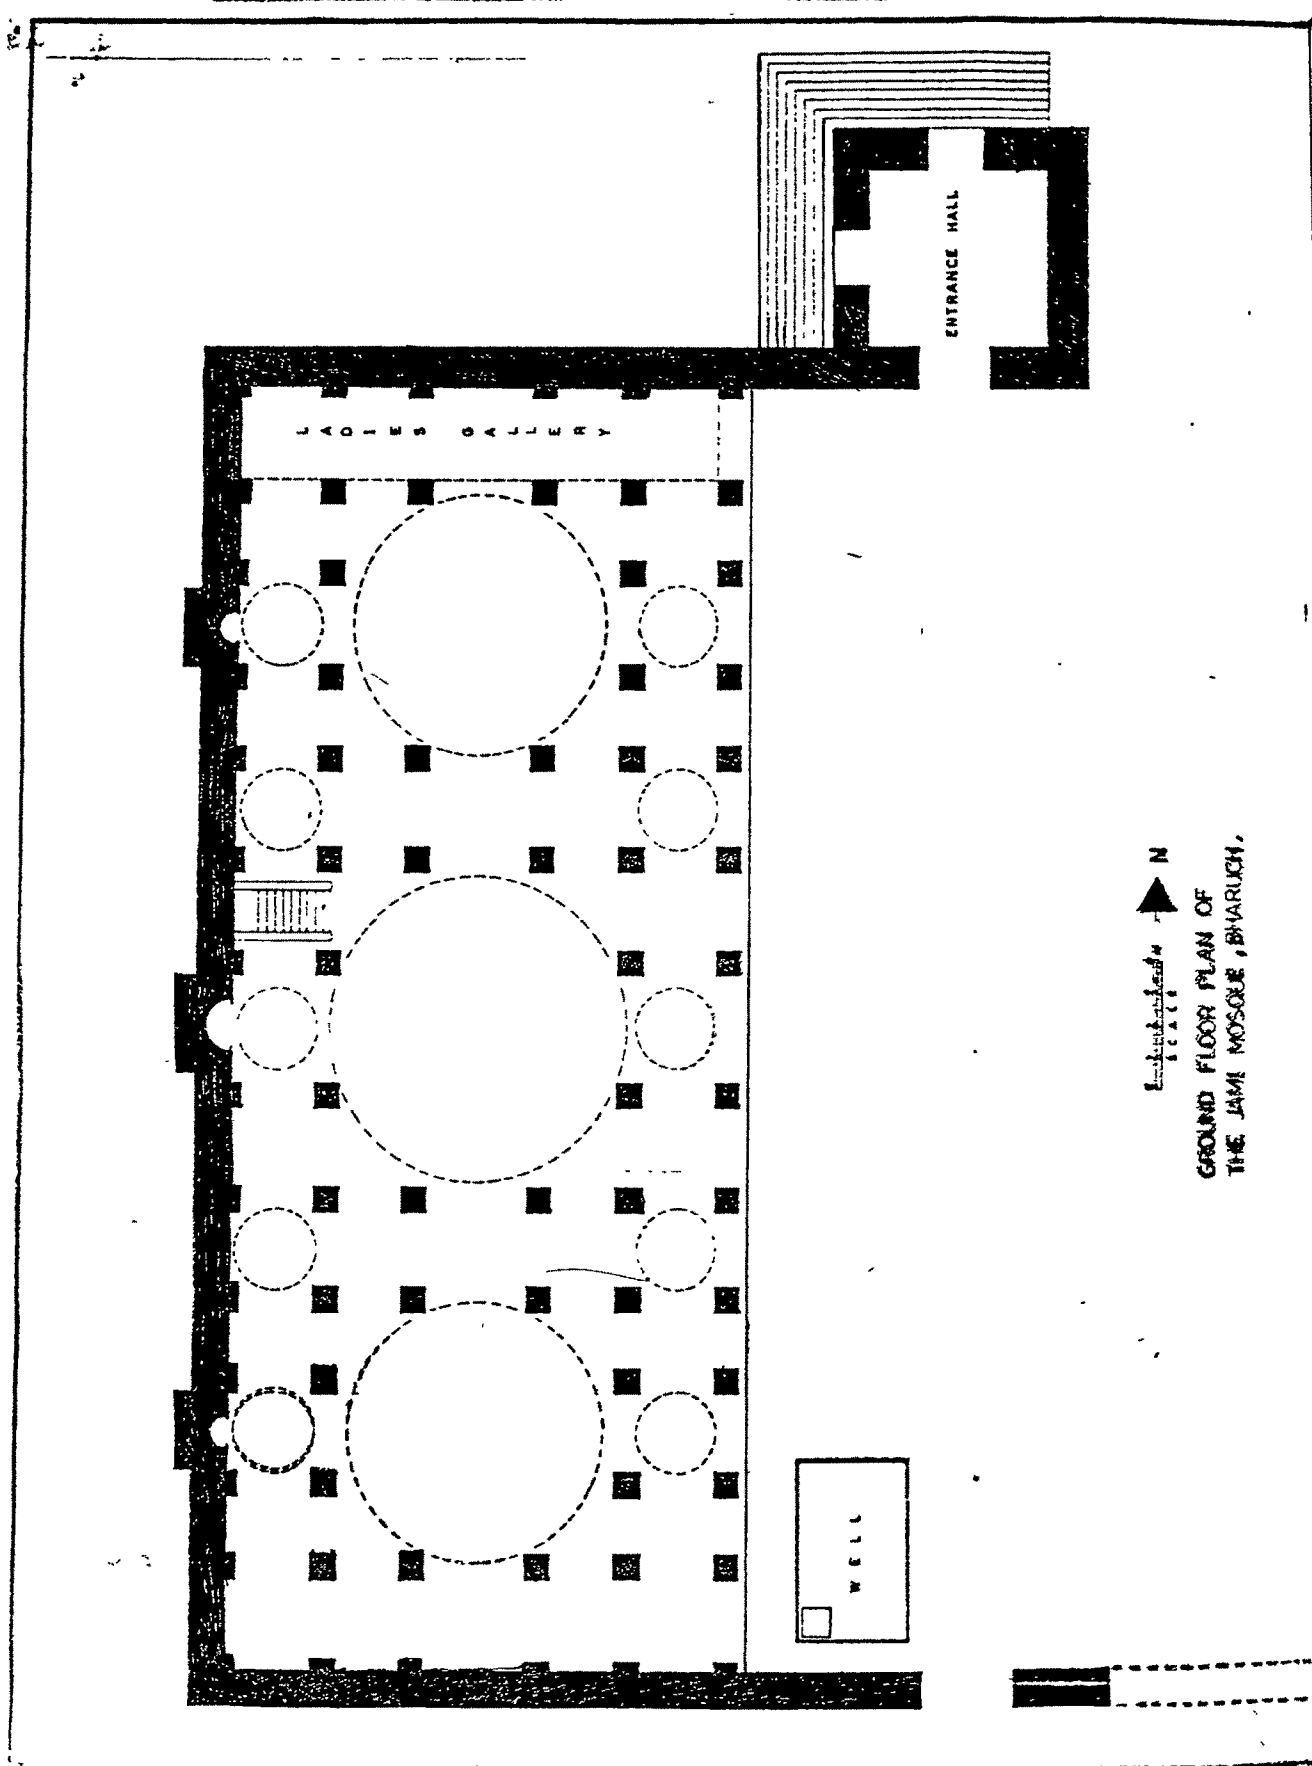 ENTRANCE HALL
LADIES GALLERY
N
SCALE
GROUND FLOOR PLAN OF
THE JAMI MOSQUE, BHARUCH.
WELL